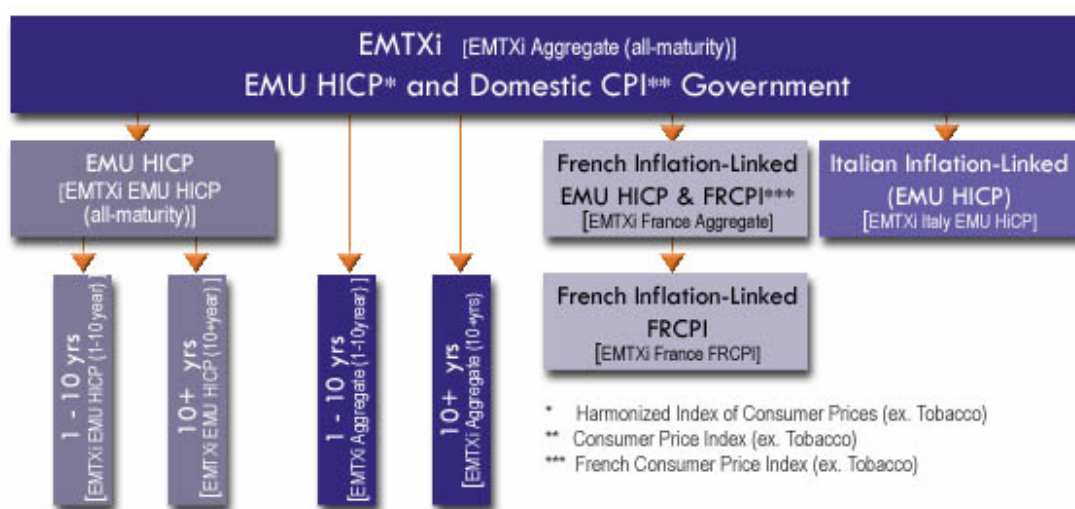 EMTXi [EMTXi Aggregate (all-maturity)]
EMU HICP* and Domestic CPI** Government
EMU HICP
[EMTXi EMU HICP
(all-maturity)]
French Inflation-Linked
EMU HICP & FRCPI***
[EMTXi France Aggregate]
Italian Inflation-Linked
(EMU HICP)
[EMTXi Italy EMU HiCP]
1 - 10 yrs
[EMTXi EMU HICP (1-10year) ]
10+ yrs
[EMTXi EMU HICP (10+year) ]
1 - 10 yrs
[EMTXi Aggregate (1-10yrear) ]
10+ yrs
[EMTXi Aggregate (10+yrs)
French Inflation-Linked
FRCPI
[EMTXi France FRCPI]
* Harmonized Index of Consumer Prices (ex. Tobacco)
** Consumer Price Index (ex. Tobacco)
*** French Consumer Price Index (ex. Tobacco)